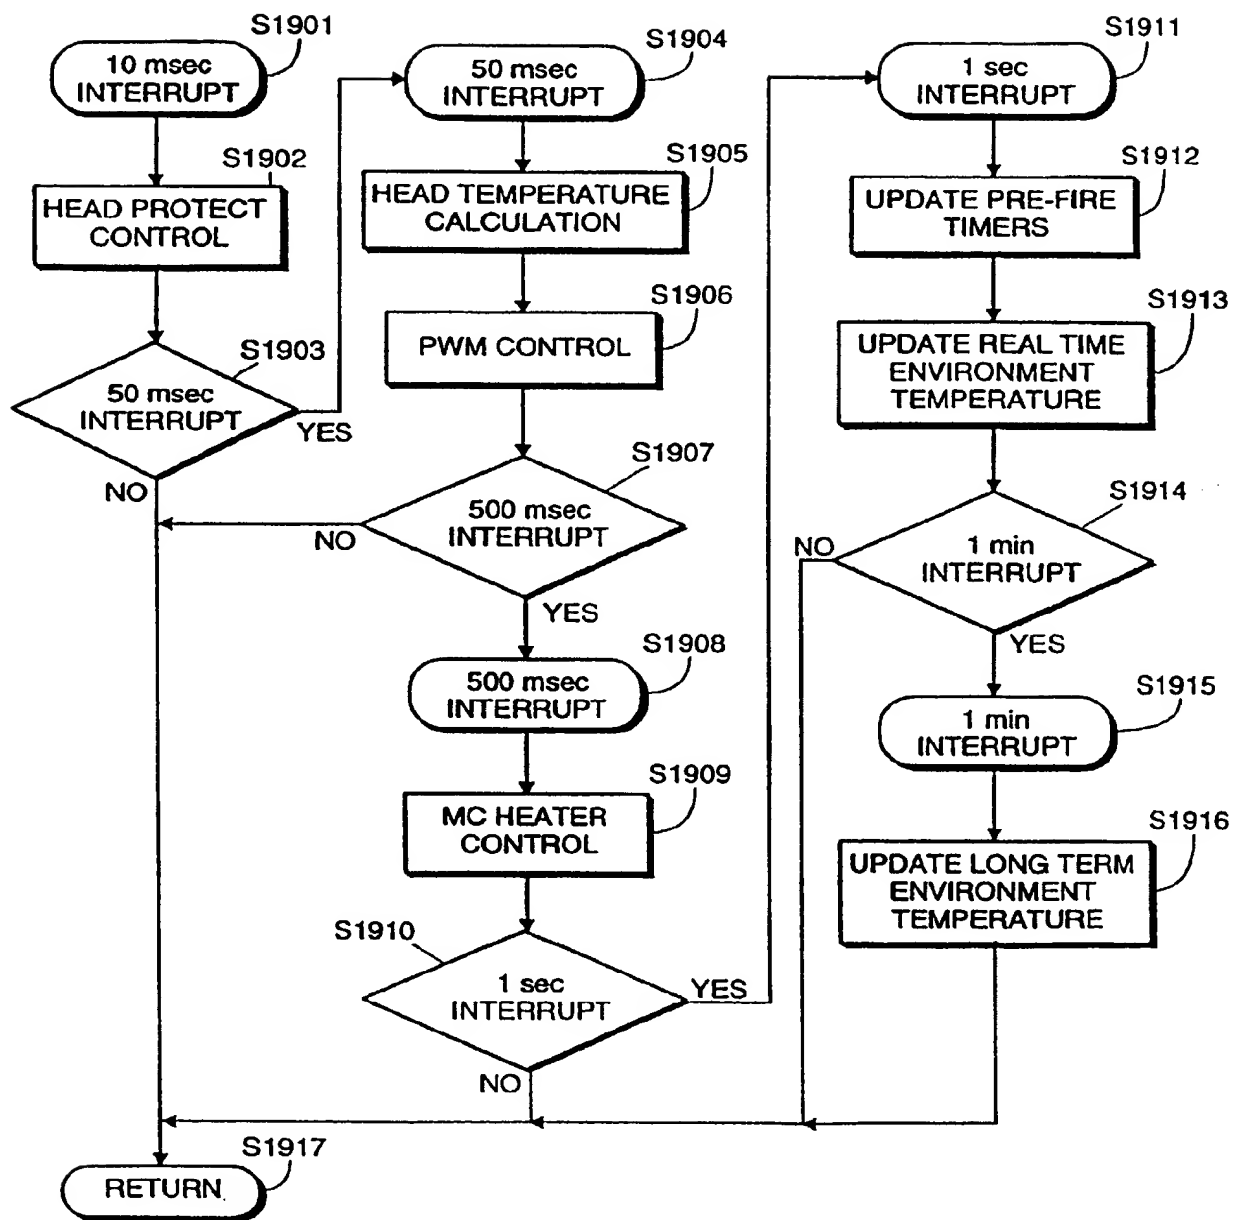 S1901
10 msec
INTERRUPT
S1902
HEAD PROTECT
CONTROL
S1903
50 msec
INTERRUPT
YES
NO
S1904
50 msec
INTERRUPT
S1905
HEAD TEMPERATURE
CALCULATION
S1906
PWM CONTROL
S1907
500 msec
INTERRUPT
NO
YES
S1908
500 msec
INTERRUPT
S1909
MC HEATER
CONTROL
S1910
1 sec
INTERRUPT
YES
NO
S1911
1 sec
INTERRUPT
S1912
UPDATE PRE-FIRE
TIMERS
S1913
UPDATE REAL TIME
ENVIRONMENT
TEMPERATURE
S1914
1 min
INTERRUPT
NO
YES
S1915
1 min
INTERRUPT
S1916
UPDATE LONG TERM
ENVIRONMENT
TEMPERATURE
S1917
RETURN